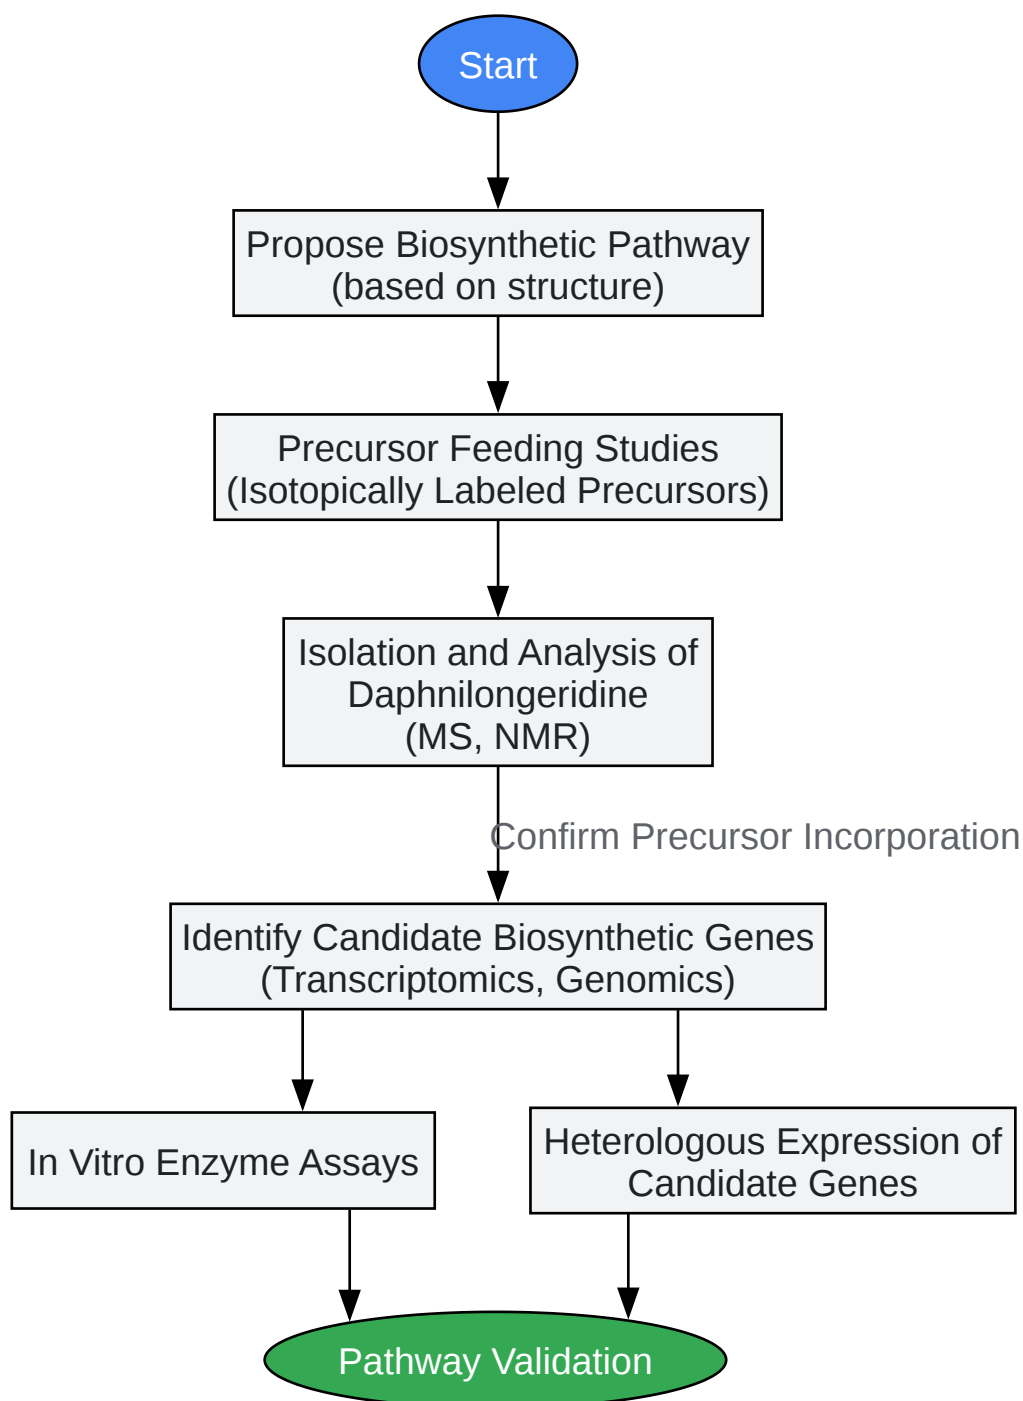 Start
Propose Biosynthetic Pathway
(based on structure)
Precursor Feeding Studies
(Isotopically Labeled Precursors)
Isolation and Analysis of
Daphnilongeridine
(MS, NMR)
Confirm Precursor Incorporation
Identify Candidate Biosynthetic Genes
(Transcriptomics, Genomics)
In Vitro Enzyme Assays
Heterologous Expression of
Candidate Genes
Pathway Validation